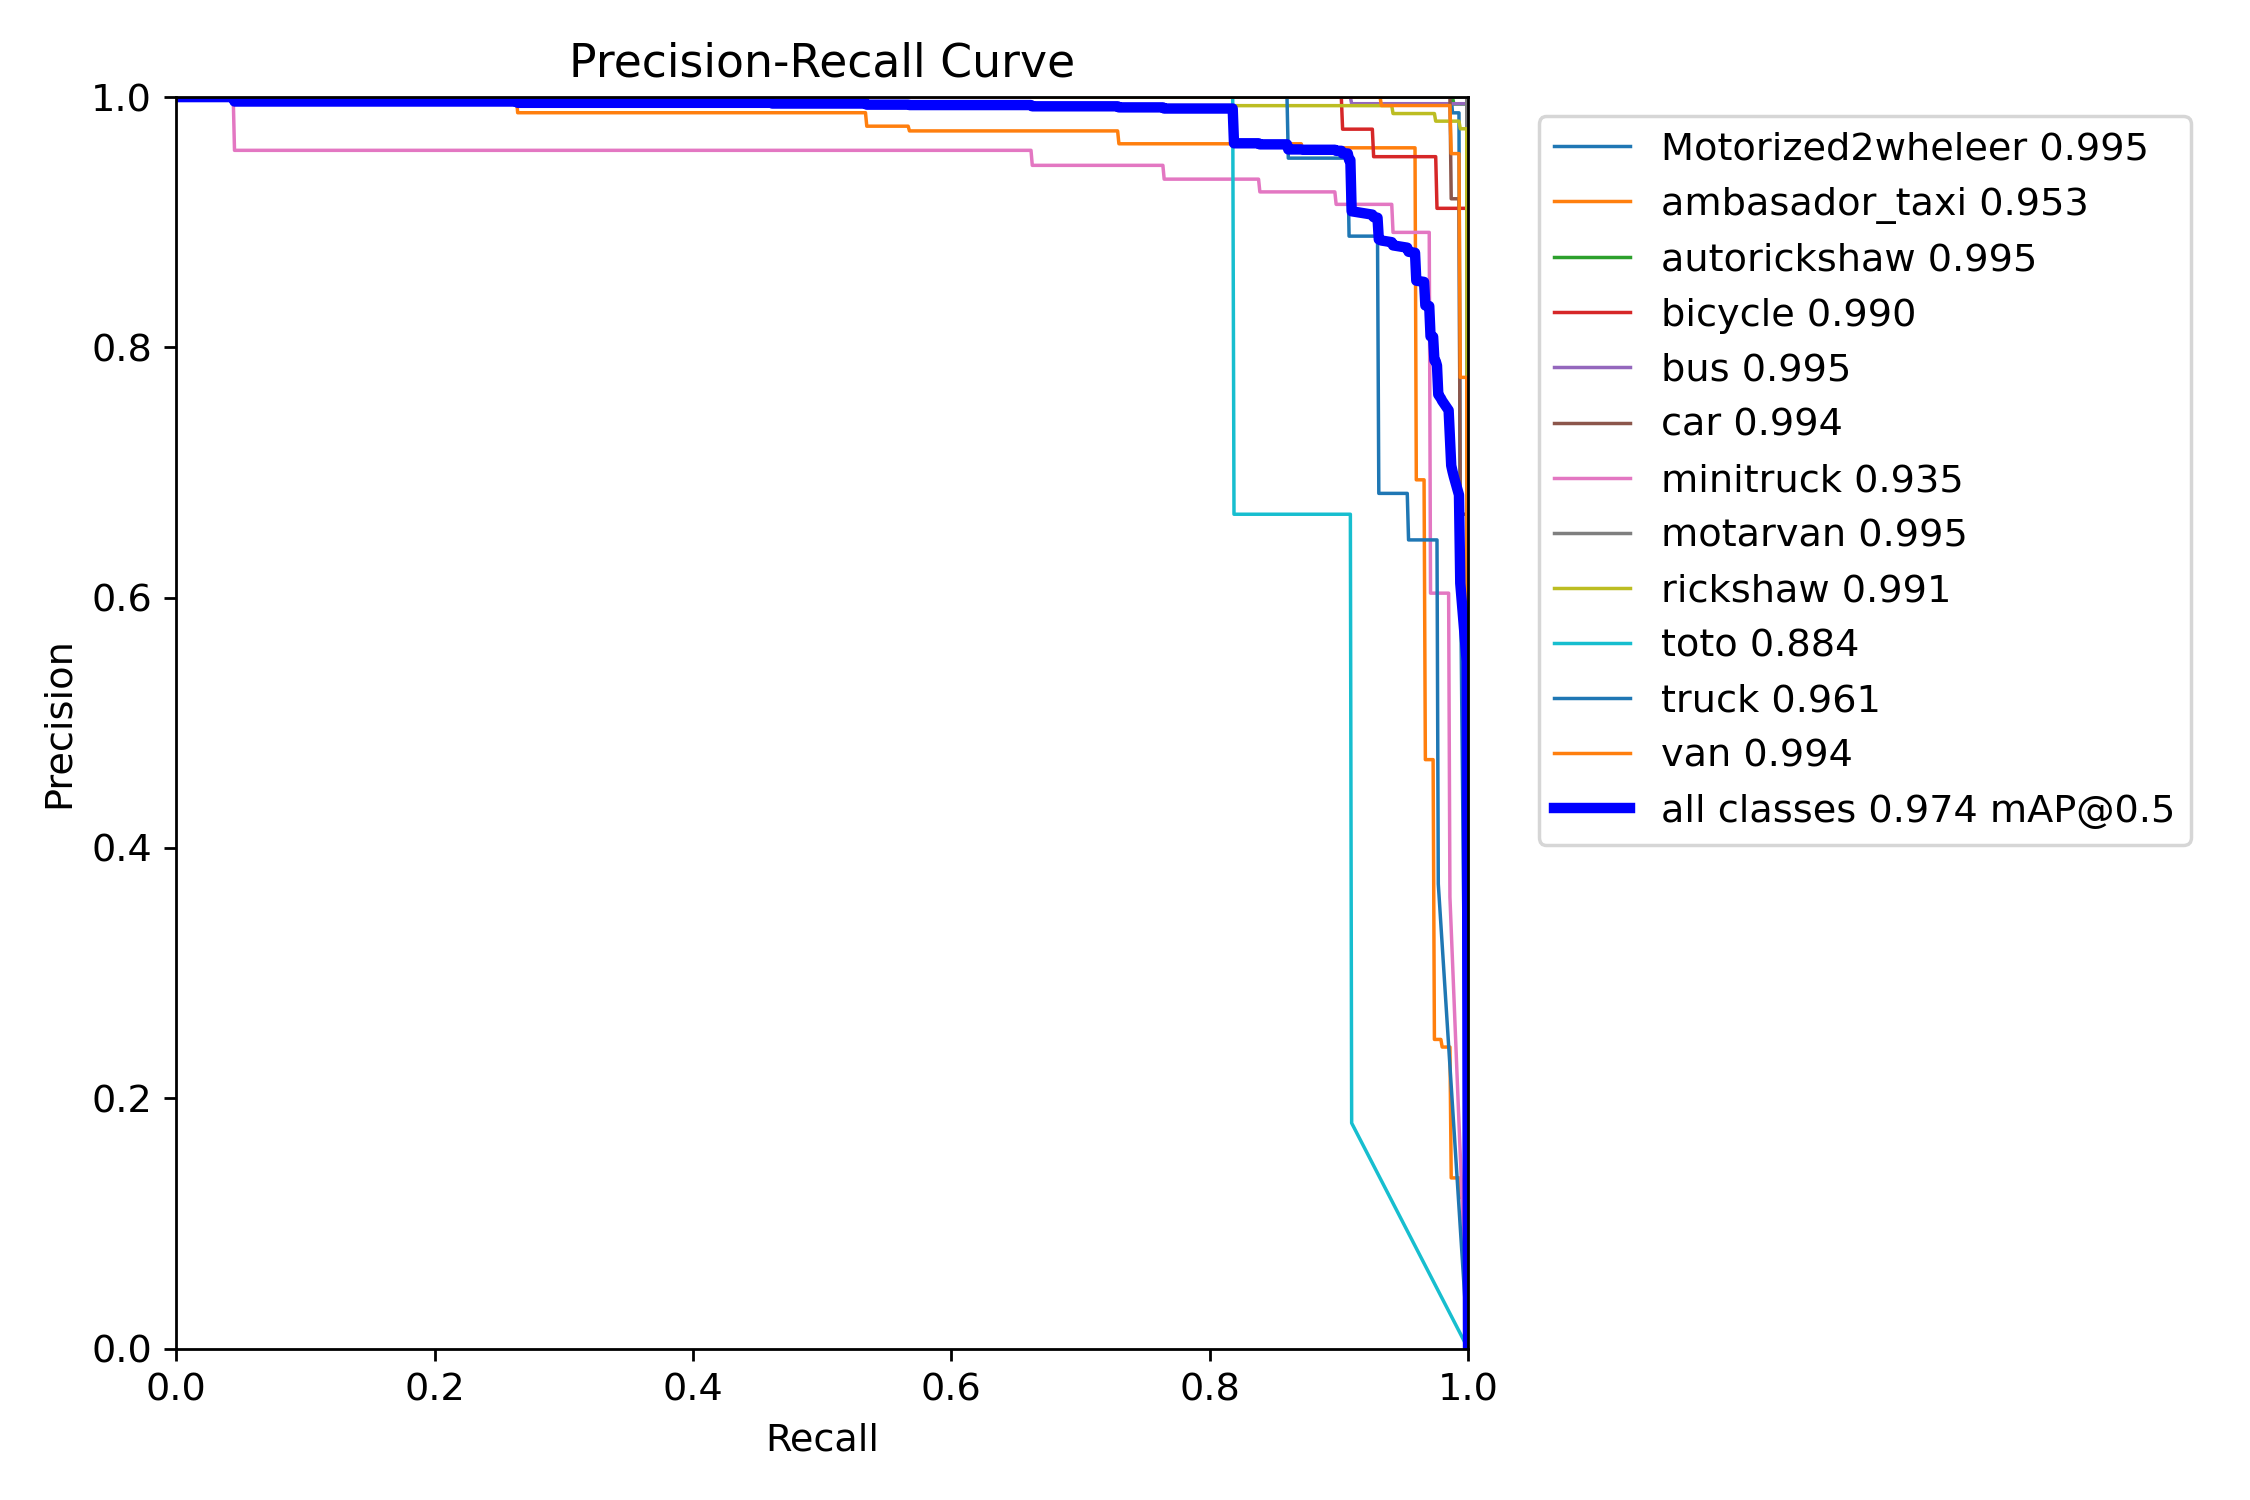 Precision-Recall Curve
1.0
0.8
0.6
0.4
0.2
0.0
Precision
0.0 0.2 0.4 0.6 0.8 1.0
Recall
Motorized2wheleer 0.995
ambasador_taxi 0.953
autorickshaw 0.995
bicycle 0.990
bus 0.995
car 0.994
minitruck 0.935
motarvan 0.995
rickshaw 0.991
toto 0.884
truck 0.961
van 0.994
all classes 0.974 mAP@0.5